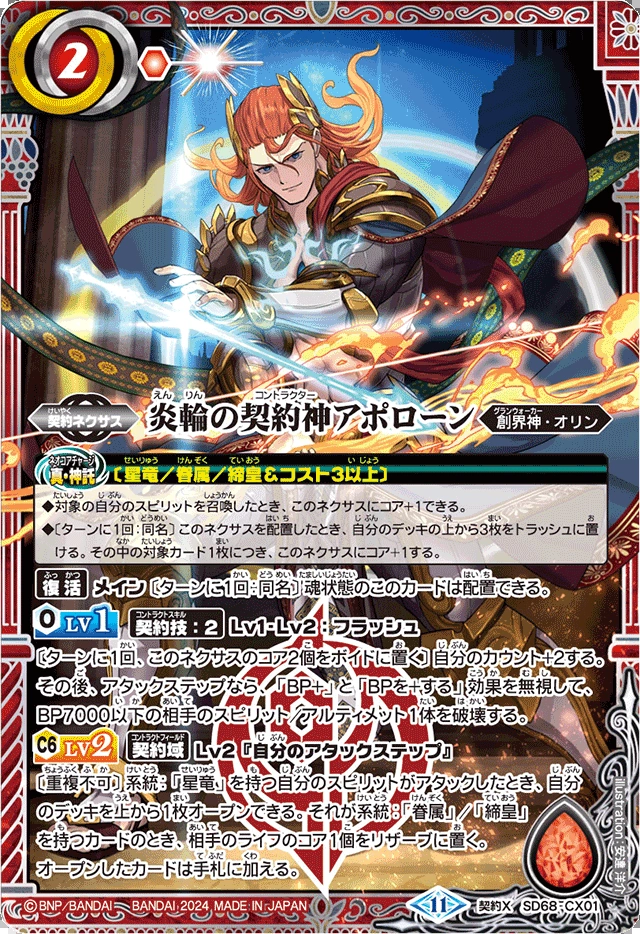 2
契約ネクサス
炎輪の契約神アポローン
創界神・オリン
真・神託 〔星竜／眷属／締皇&コスト3以上〕
◆対象の自分のスピリットを召喚したとき、このネクサスにコア+1できる。
◆〔ターンに1回：同名〕このネクサスを配置したとき、自分のデッキの上から3枚をトラッシュに置
ける。その中の対象カード1枚につき、このネクサスにコア+1する。
復活 メイン〔ターンに1回：同名〕魂状態のこのカードは配置できる。
0 LV1 契約技：2 Lv1-Lv2：フラッシュ
〔ターンに1回、このネクサスのコア2個をボイドに置く〕自分のカウント+2する。
その後、アタックステップなら、「BP+」と「BPを+する」効果を無視して、
BP7000以下の相手のスピリット/アルティメット1体を破壊する。
C6 LV2 契約域 Lv2『自分のアタックステップ』
〔重複不可〕系統：「星竜」を持つ自分のスピリットがアタックしたとき、自分
のデッキを上から1枚オープンできる。それが系統：「眷属」/「締皇」
を持つカードのとき、相手のライフのコア1個をリザーブに置く。
オープンしたカードは手札に加える。
illustration：安達洋介
©BNP/BANDAI BANDAI 2024 MADE IN JAPAN
11
契約X SD68-CX01